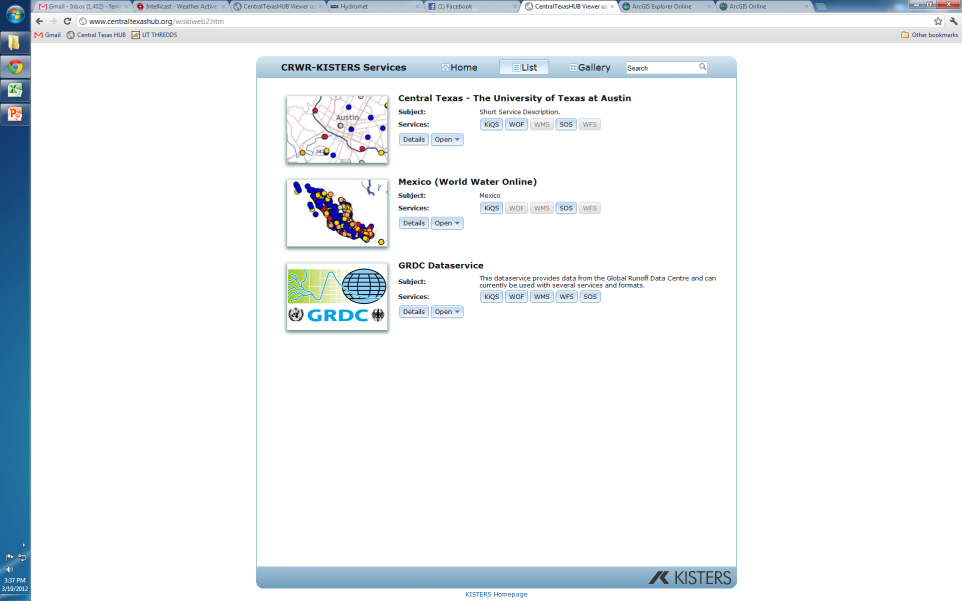 Gmail - Inbox (1,402) - fern
Intellicast - Weather Active
CentralTexasHUB Viewer us
Hydromet
(1) Facebook
CentralTexasHUB Viewer us
ArcGIS Explorer Online
ArcGIS Online
www.centraltexashub.org/wiskiweb2.htm
Gmail Central Texas HUB UT THREDDS Other bookmarks
CRWR-KISTERS Services Home List Gallery Search
Central Texas - The University of Texas at Austin
Subject: Short Service Description.
Services: KiQS WOF WMS SOS WFS
Details Open
Austin
Mexico (World Water Online)
Subject: Mexico
Services: KiQS WOF WMS SOS WFS
Details Open
GRDC Dataservice
Subject: This dataservice provides data from the Global Runoff Data Centre and can
currently be used with several services and formats.
Services: KiQS WOF WMS WFS SOS
Details Open
GRDC
3:37 PM
3/19/2012
KISTERS
KISTERS Homepage